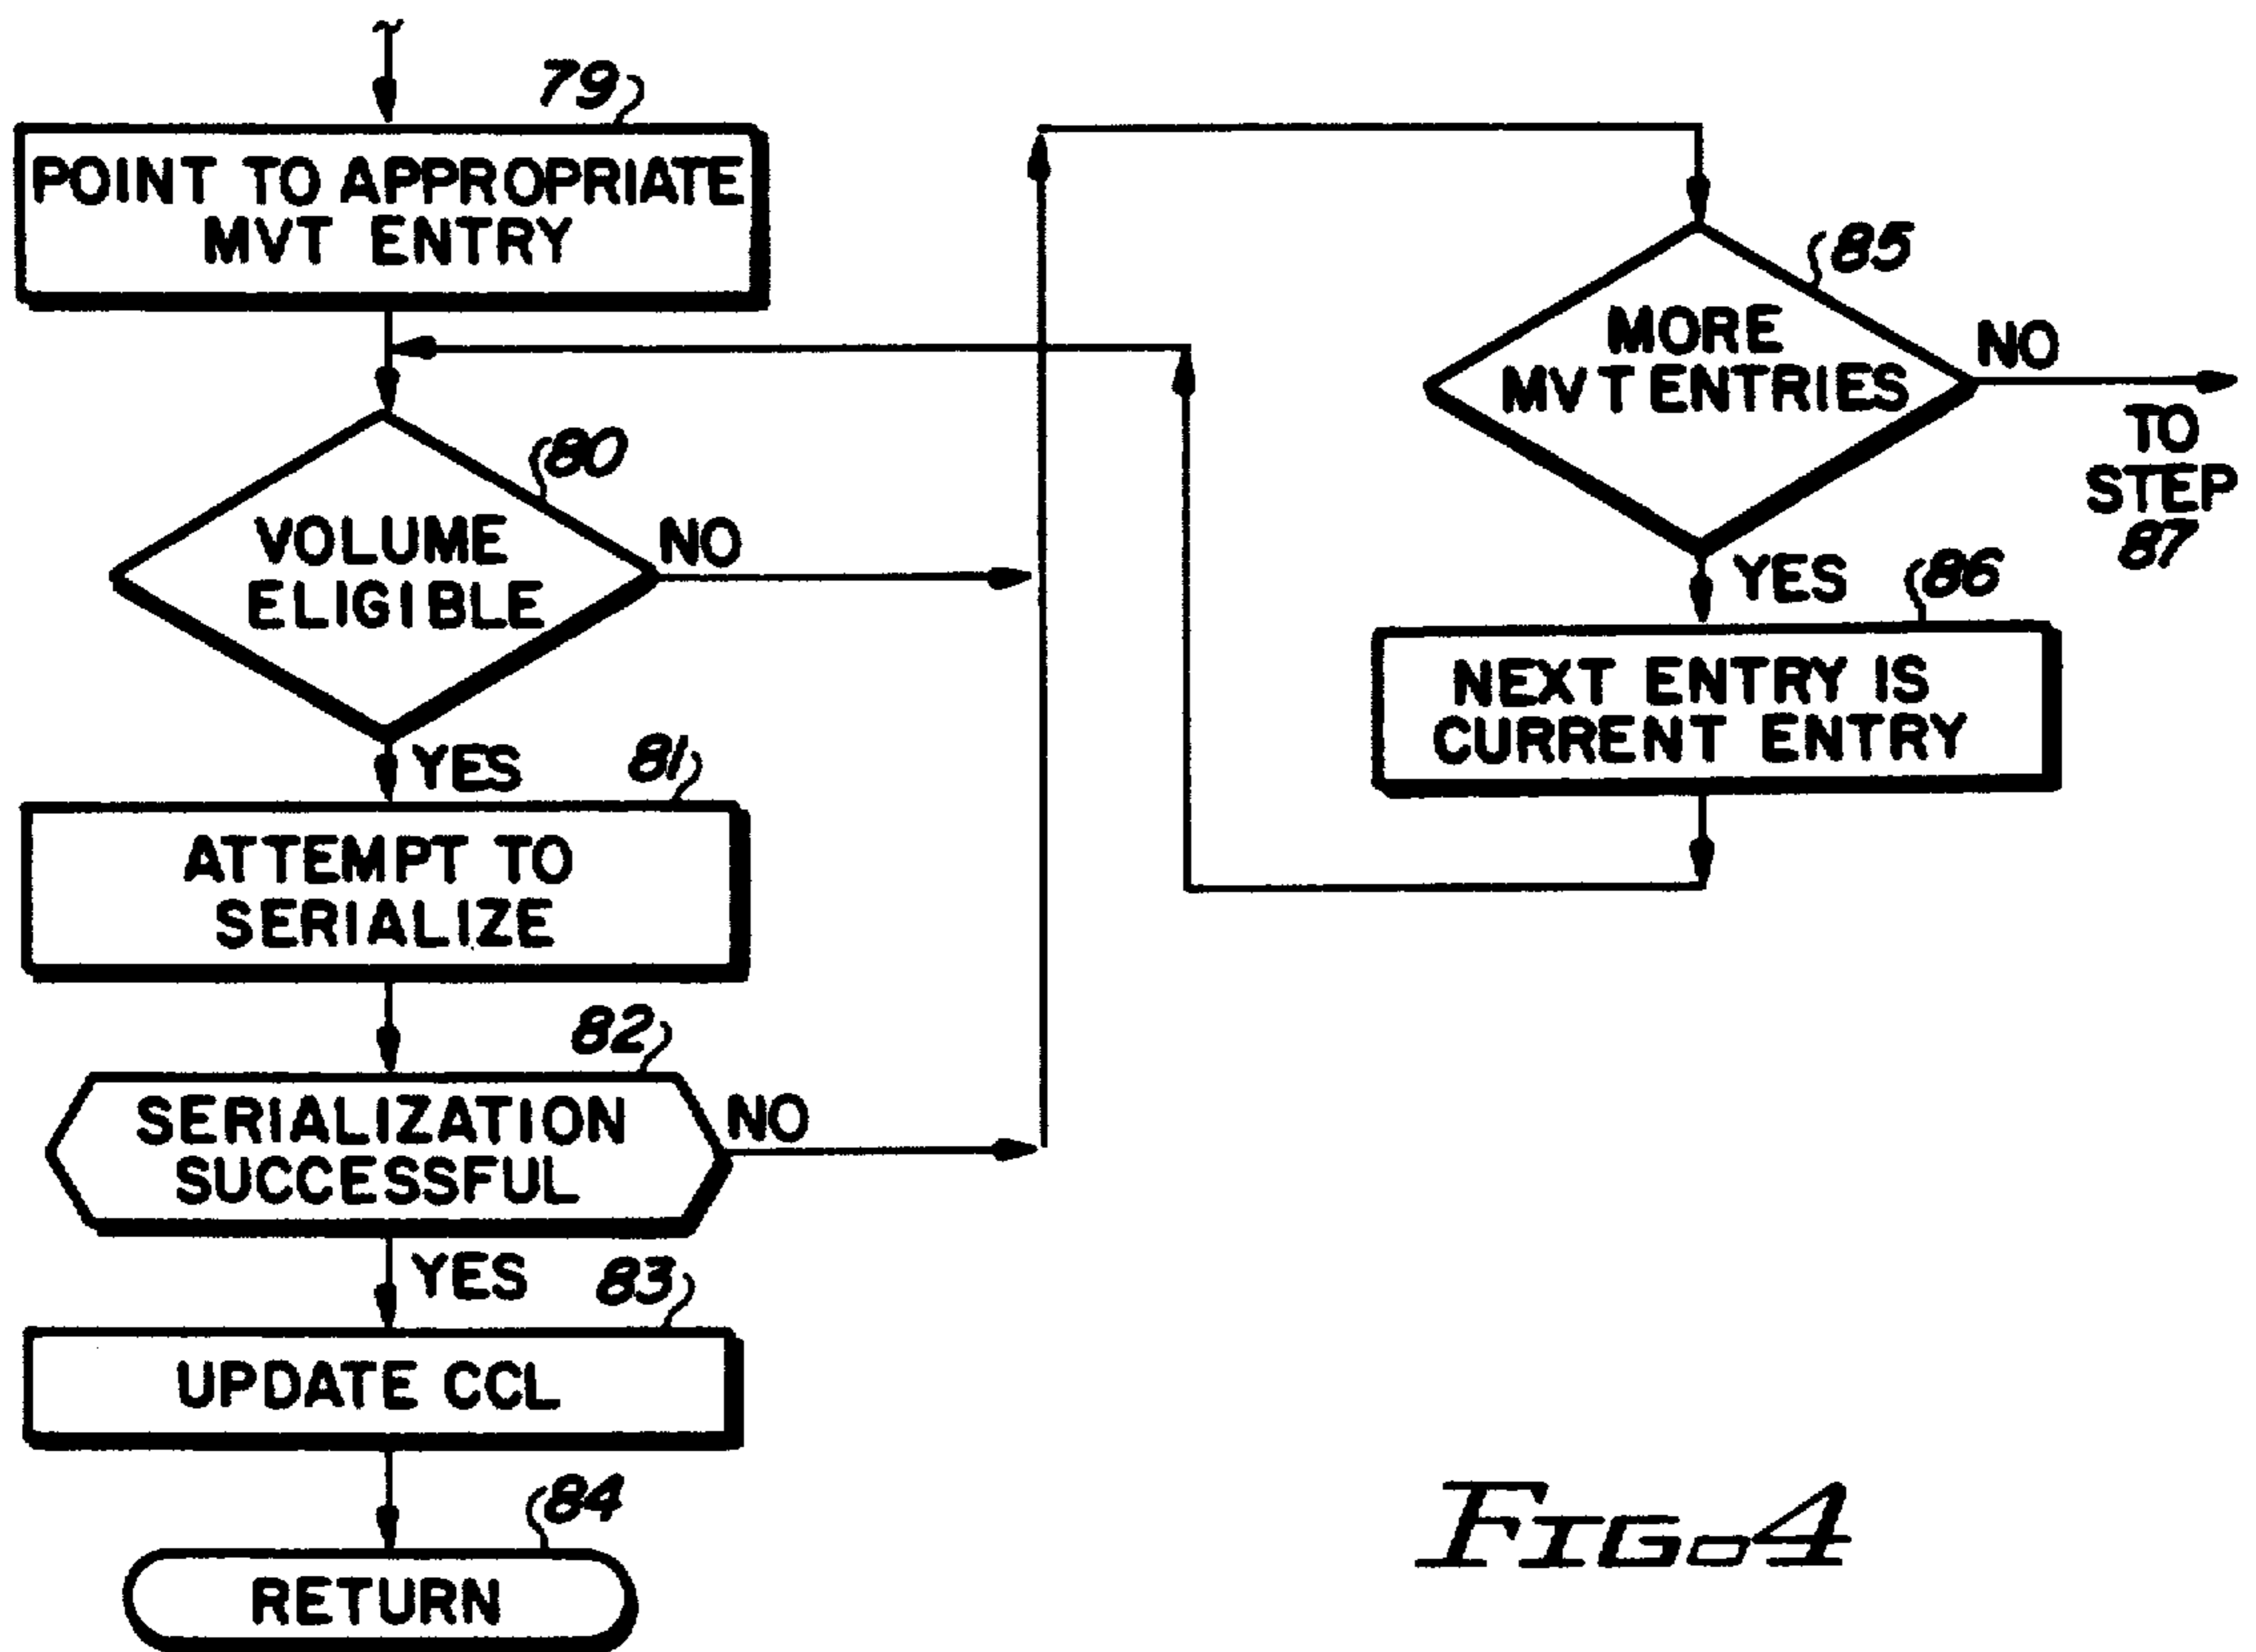 79
POINT TO APPROPRIATE
MVT ENTRY
80
VOLUME
ELIGIBLE
NO
YES
81
ATTEMPT TO
SERIALIZE
82
SERIALIZATION
SUCCESSFUL
NO
YES
83
UPDATE CCL
84
RETURN
85
MORE
MVT ENTRIES
NO
TO
STEP
87
YES
86
NEXT ENTRY IS
CURRENT ENTRY
FIG. 4